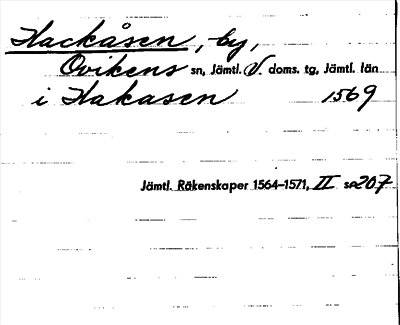 Hackåsen, by,
Ovikens sn, Jämtl. V. doms. tg, Jämtl. län
i Hakasen 1569
Jämtl. Räkenskaper 1564–1571, II s. 207